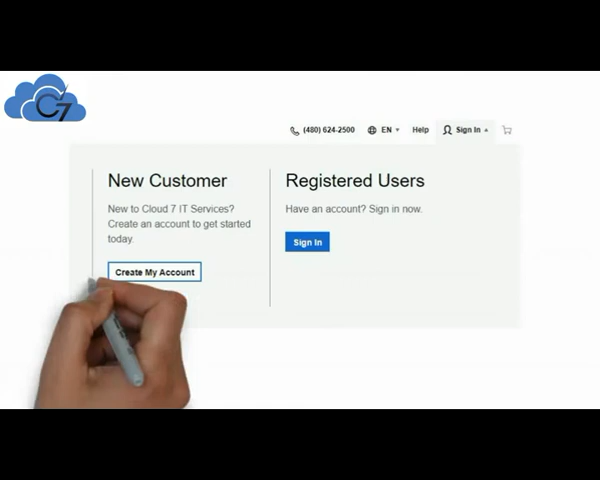 C7
(480) 624-2500 EN Help Sign In
New Customer
New to Cloud 7 IT Services?
Create an account to get started
today.
Create My Account
Registered Users
Have an account? Sign in now.
Sign In